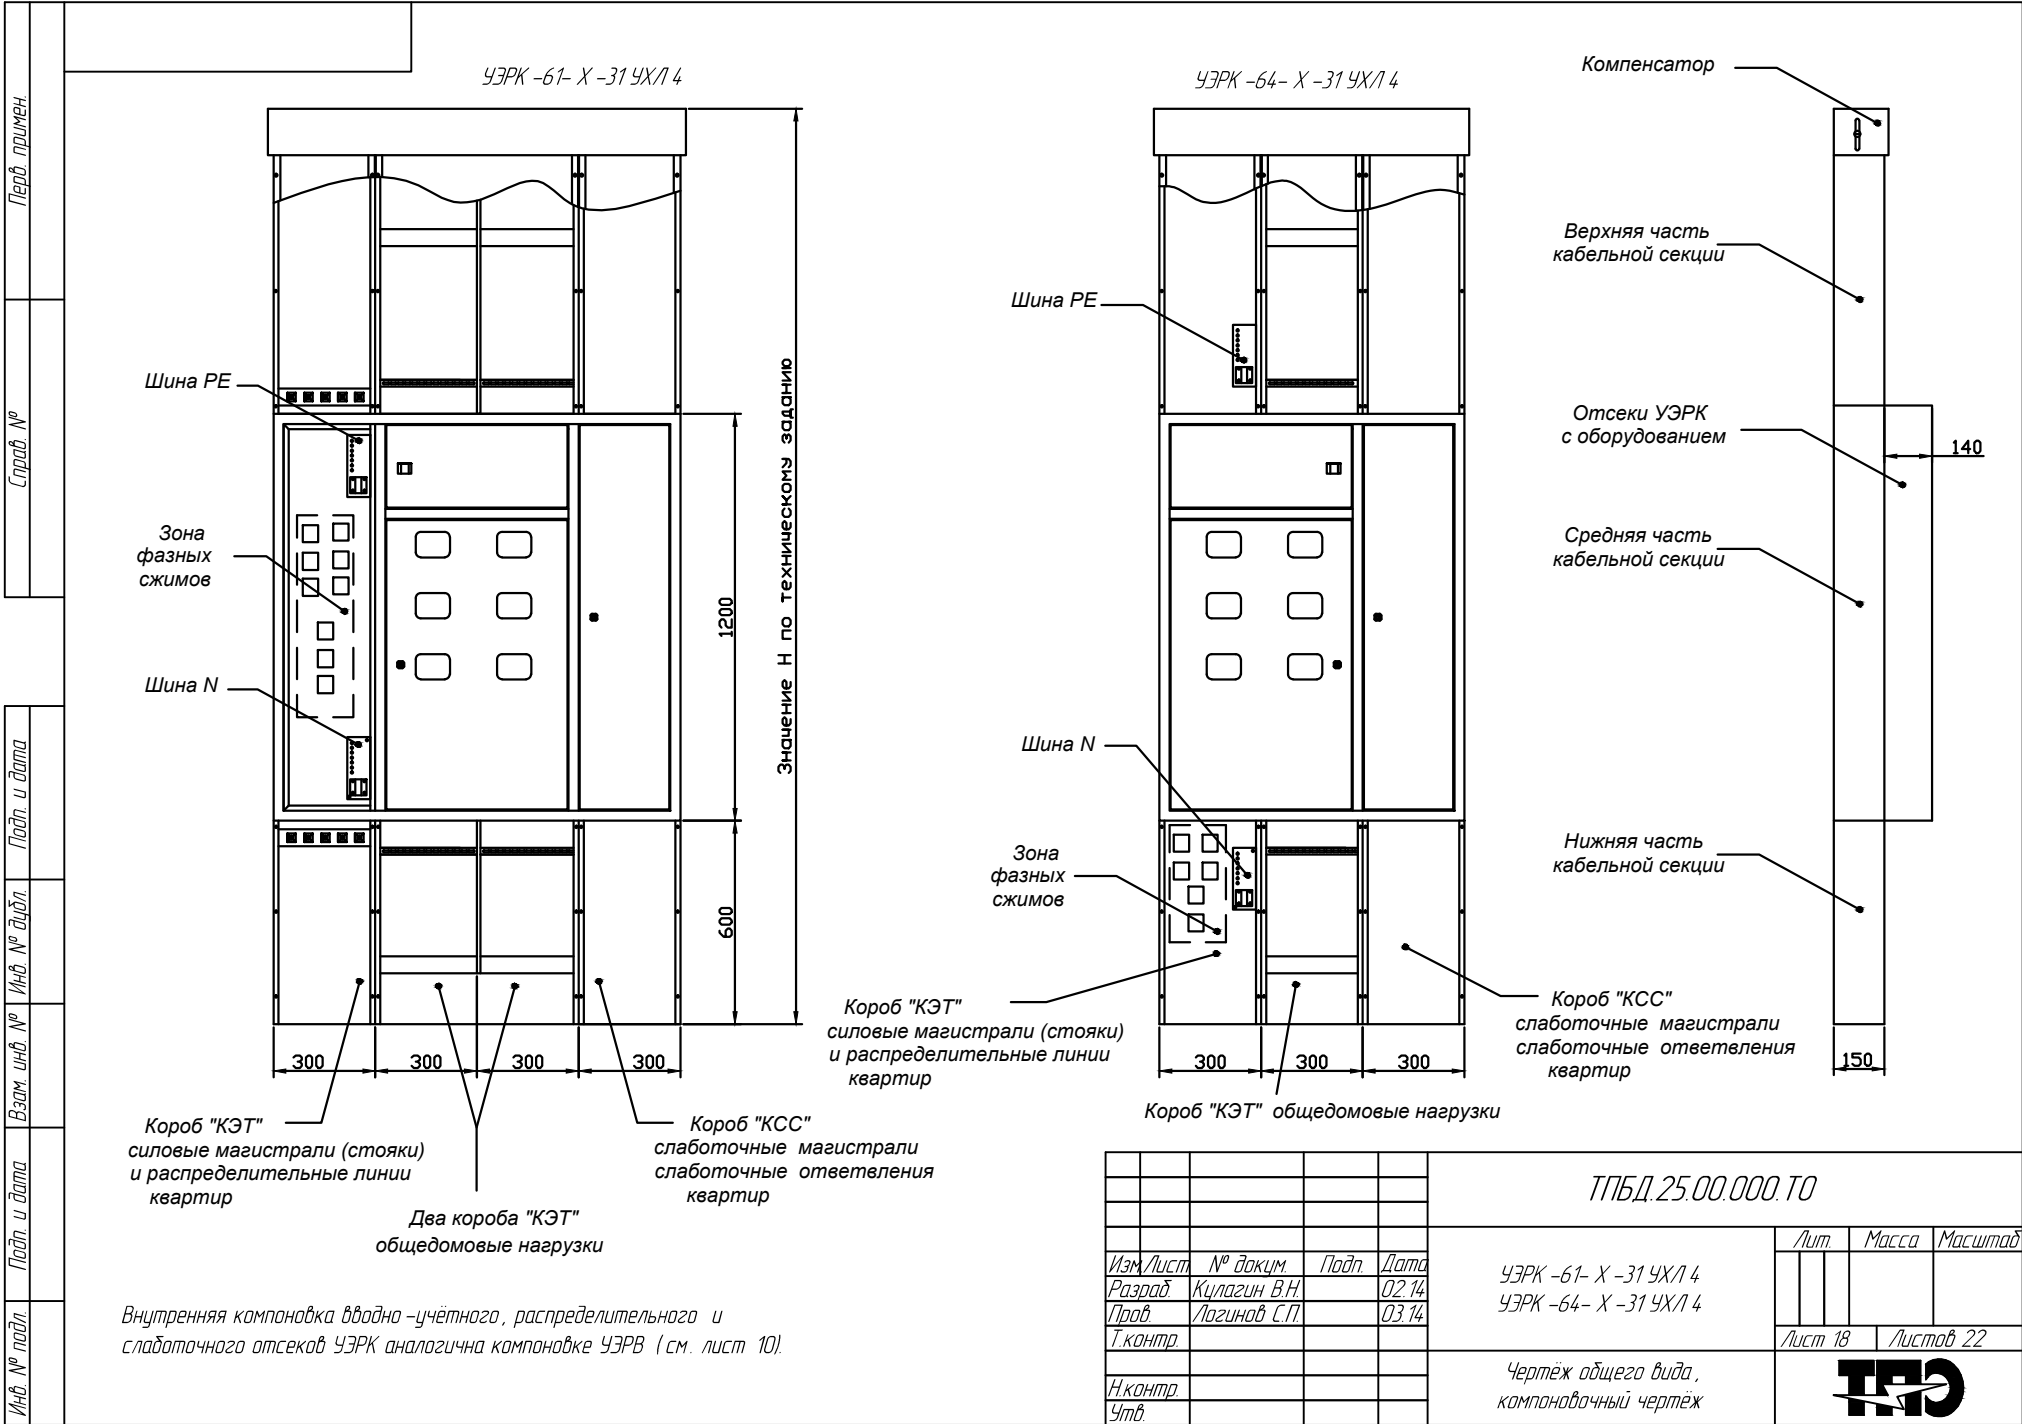 УЭРК -61- Х -31 УХЛ 4
УЭРК -64- Х -31 УХЛ 4
Компенсатор
Верхняя часть
кабельной секции
Шина РЕ
Шина РЕ
Отсеки УЭРК
с оборудованием
140
Зона
фазных
сжимов
Средняя часть
кабельной секции
1200
Значение Н по техническому заданию
Шина N
Шина N
Зона
фазных
сжимов
Нижняя часть
кабельной секции
600
Короб "КЭТ"
силовые магистрали (стояки)
и распределительные линии
квартир
Короб "КСС"
слаботочные магистрали
слаботочные ответвления
квартир
300
300
300
300
300
300
300
150
Короб "КЭТ" общедомовые нагрузки
Короб "КЭТ"
силовые магистрали (стояки)
и распределительные линии
квартир
Короб "КСС"
слаботочные магистрали
слаботочные ответвления
квартир
Два короба "КЭТ"
общедомовые нагрузки
Внутренняя компоновка вводно -учётного, распределительного и
слаботочного отсеков УЭРК аналогична компоновке УЭРВ (см. лист 10).
Перв. примен.
Справ. №
Подп. и дата
Инв. № дубл.
Взам. инв. №
Подп. и дата
Инв. № подл.
ТПБД.25.00.000.ТО
Изм. Лист № докум. Подп. Дата
Разраб. Кулагин В.Н. 02.14
Пров. Логинов С.П. 03.14
Т.контр.
Н.контр.
Утв.
УЭРК -61- Х -31 УХЛ 4
УЭРК -64- Х -31 УХЛ 4
Лит. Масса Масштаб
Лист 18 Листов 22
Чертёж общего вида,
компоновочный чертёж
ТПО